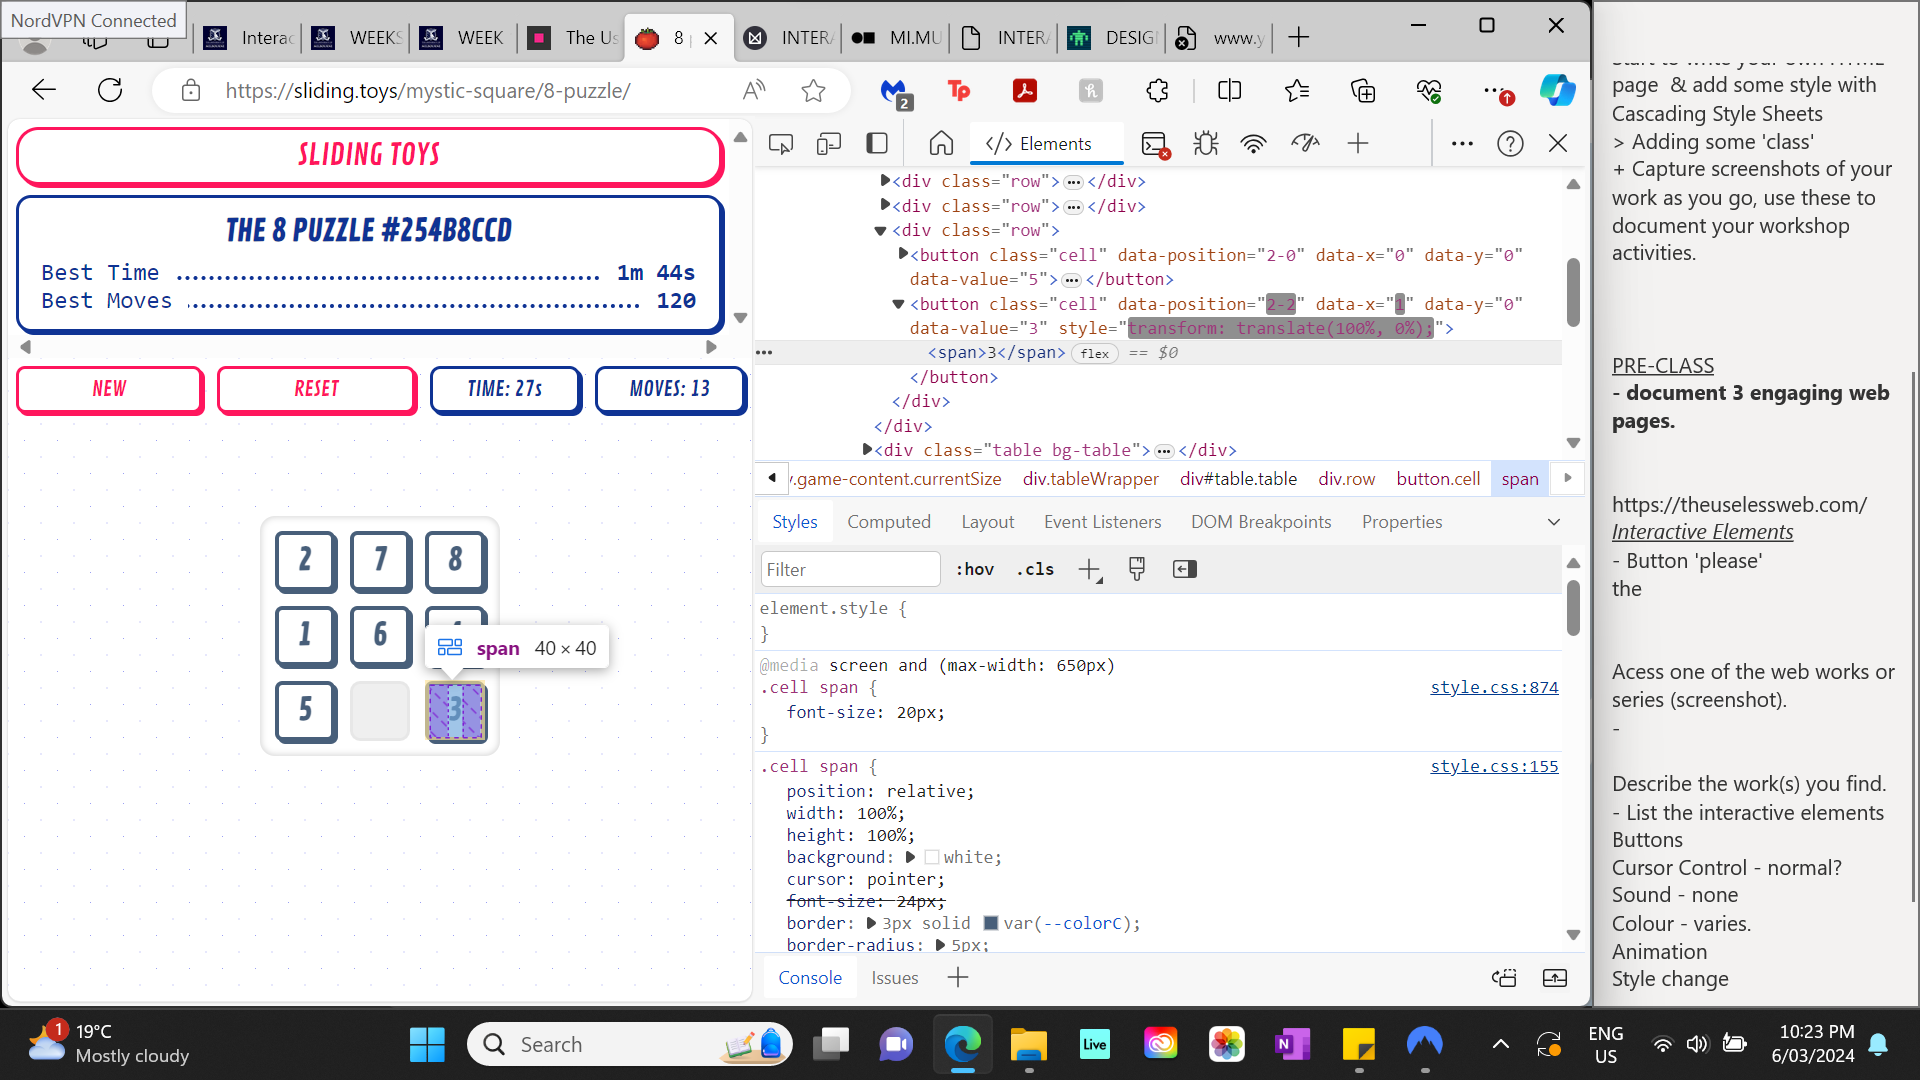 NordVPN Connected
Interac
WEEKS
WEEK
The Us
8
INTER
MI.MU
INTER
DESIG
www.y
https://sliding.toys/mystic-square/8-puzzle/
2
SLIDING TOYS
THE 8 PUZZLE #254B8CCD
Best Time 1m 44s
Best Moves 120
NEW
RESET
TIME: 27s
MOVES: 13
2 7 8
1 6
5 3
span 40 × 40
Elements
<div class="row"> ••• </div>
<div class="row"> ••• </div>
<div class="row">
<button class="cell" data-position="2-0" data-x="0" data-y="0"
data-value="5"> ••• </button>
<button class="cell" data-position="2-2" data-x="1" data-y="0"
data-value="3" style="transform: translate(100%, 0%);">
<span>3</span> flex == $0
</button>
</div>
</div>
<div class="table bg-table"> ••• </div>
.game-content.currentSize div.tableWrapper div#table.table div.row button.cell span
Styles Computed Layout Event Listeners DOM Breakpoints Properties
Filter :hov .cls
element.style {
}
@media screen and (max-width: 650px)
.cell span { style.css:874
font-size: 20px;
}
.cell span { style.css:155
position: relative;
width: 100%;
height: 100%;
background: white;
cursor: pointer;
font-size: 24px;
border: 3px solid var(--colorC);
border-radius: 5px;
Console Issues
page & add some style with
Cascading Style Sheets
> Adding some 'class'
+ Capture screenshots of your
work as you go, use these to
document your workshop
activities.
PRE-CLASS
- document 3 engaging web
pages.
https://theuselessweb.com/
Interactive Elements
- Button 'please'
the
Acess one of the web works or
series (screenshot).
-
Describe the work(s) you find.
- List the interactive elements
Buttons
Cursor Control - normal?
Sound - none
Colour - varies.
Animation
Style change
1
19°C
Mostly cloudy
Search
Live
ENG
US
10:23 PM
6/03/2024